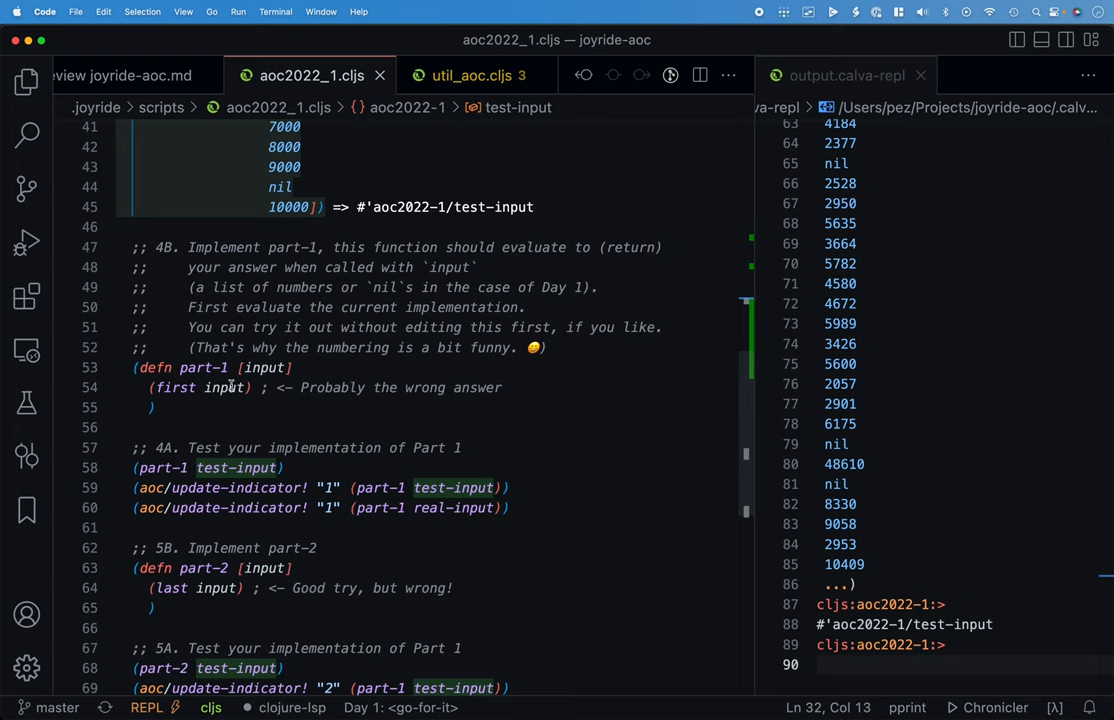 Code File Edit Selection View Go Run Terminal Window Help
aoc2022_1.cljs — joyride-aoc
eview joyride-aoc.md aoc2022_1.cljs util_aoc.cljs 3 output.calva-repl
.joyride > scripts > aoc2022_1.cljs > {} aoc2022-1 > test-input
va-repl > /Users/pez/Projects/joyride-aoc/.calv...
41 7000
42 8000
43 9000
44 nil
45 10000]) => #'aoc2022-1/test-input
46
47 ;; 4B. Implement part-1, this function should evaluate to (return)
48 ;; your answer when called with `input`
49 ;; (a list of numbers or `nil`s in the case of Day 1).
50 ;; First evaluate the current implementation.
51 ;; You can try it out without editing this first, if you like.
52 ;; (That's why the numbering is a bit funny. 😀)
53 (defn part-1 [input]
54 (first input) ; <- Probably the wrong answer
55 )
56
57 ;; 4A. Test your implementation of Part 1
58 (part-1 test-input)
59 (aoc/update-indicator! "1" (part-1 test-input))
60 (aoc/update-indicator! "1" (part-1 real-input))
61
62 ;; 5B. Implement part-2
63 (defn part-2 [input]
64 (last input) ; <- Good try, but wrong!
65 )
66
67 ;; 5A. Test your implementation of Part 1
68 (part-2 test-input)
69 (aoc/update-indicator! "2" (part-1 test-input))
63 4184
64 2377
65 nil
66 2528
67 2950
68 5635
69 3664
70 5782
71 4580
72 4672
73 5989
74 3426
75 5600
76 2057
77 2901
78 6175
79 nil
80 48610
81 nil
82 8330
83 9058
84 2953
85 10409
86 ...)
87 cljs:aoc2022-1:>
88 #'aoc2022-1/test-input
89 cljs:aoc2022-1:>
90
master REPL cljs clojure-lsp Day 1: <go-for-it> Ln 32, Col 13 pprint Chronicler [λ]